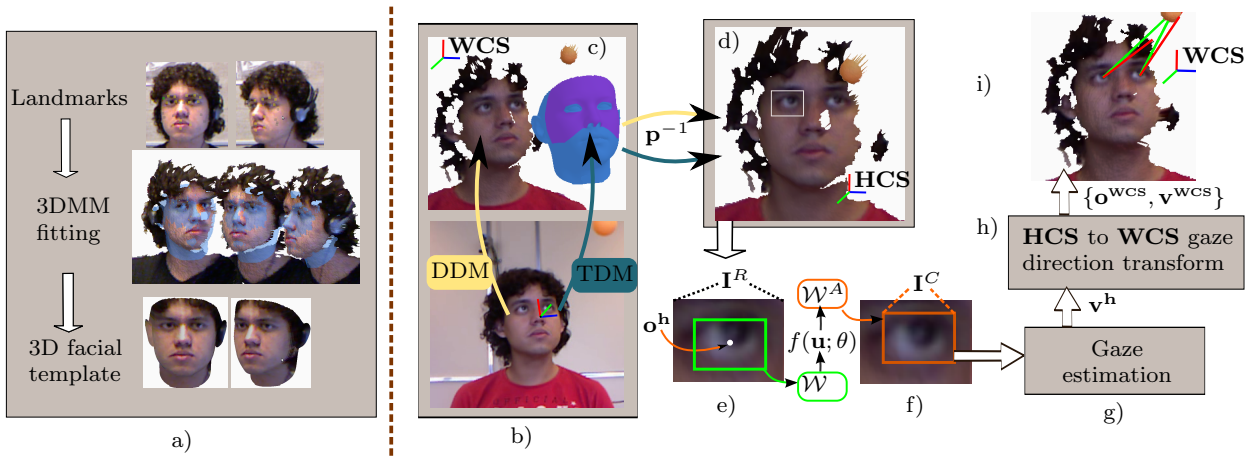 Landmarks
3DMM
fitting
3D facial
template
a)
WCS
c)
DDM
TDM
b)
p⁻¹
d)
HCS
I^R
o^h
e)
W^A
f(u; θ)
W
I^C
f)
i)
WCS
{o^WCS, v^WCS}
h)
HCS to WCS gaze
direction transform
v^h
Gaze
estimation
g)